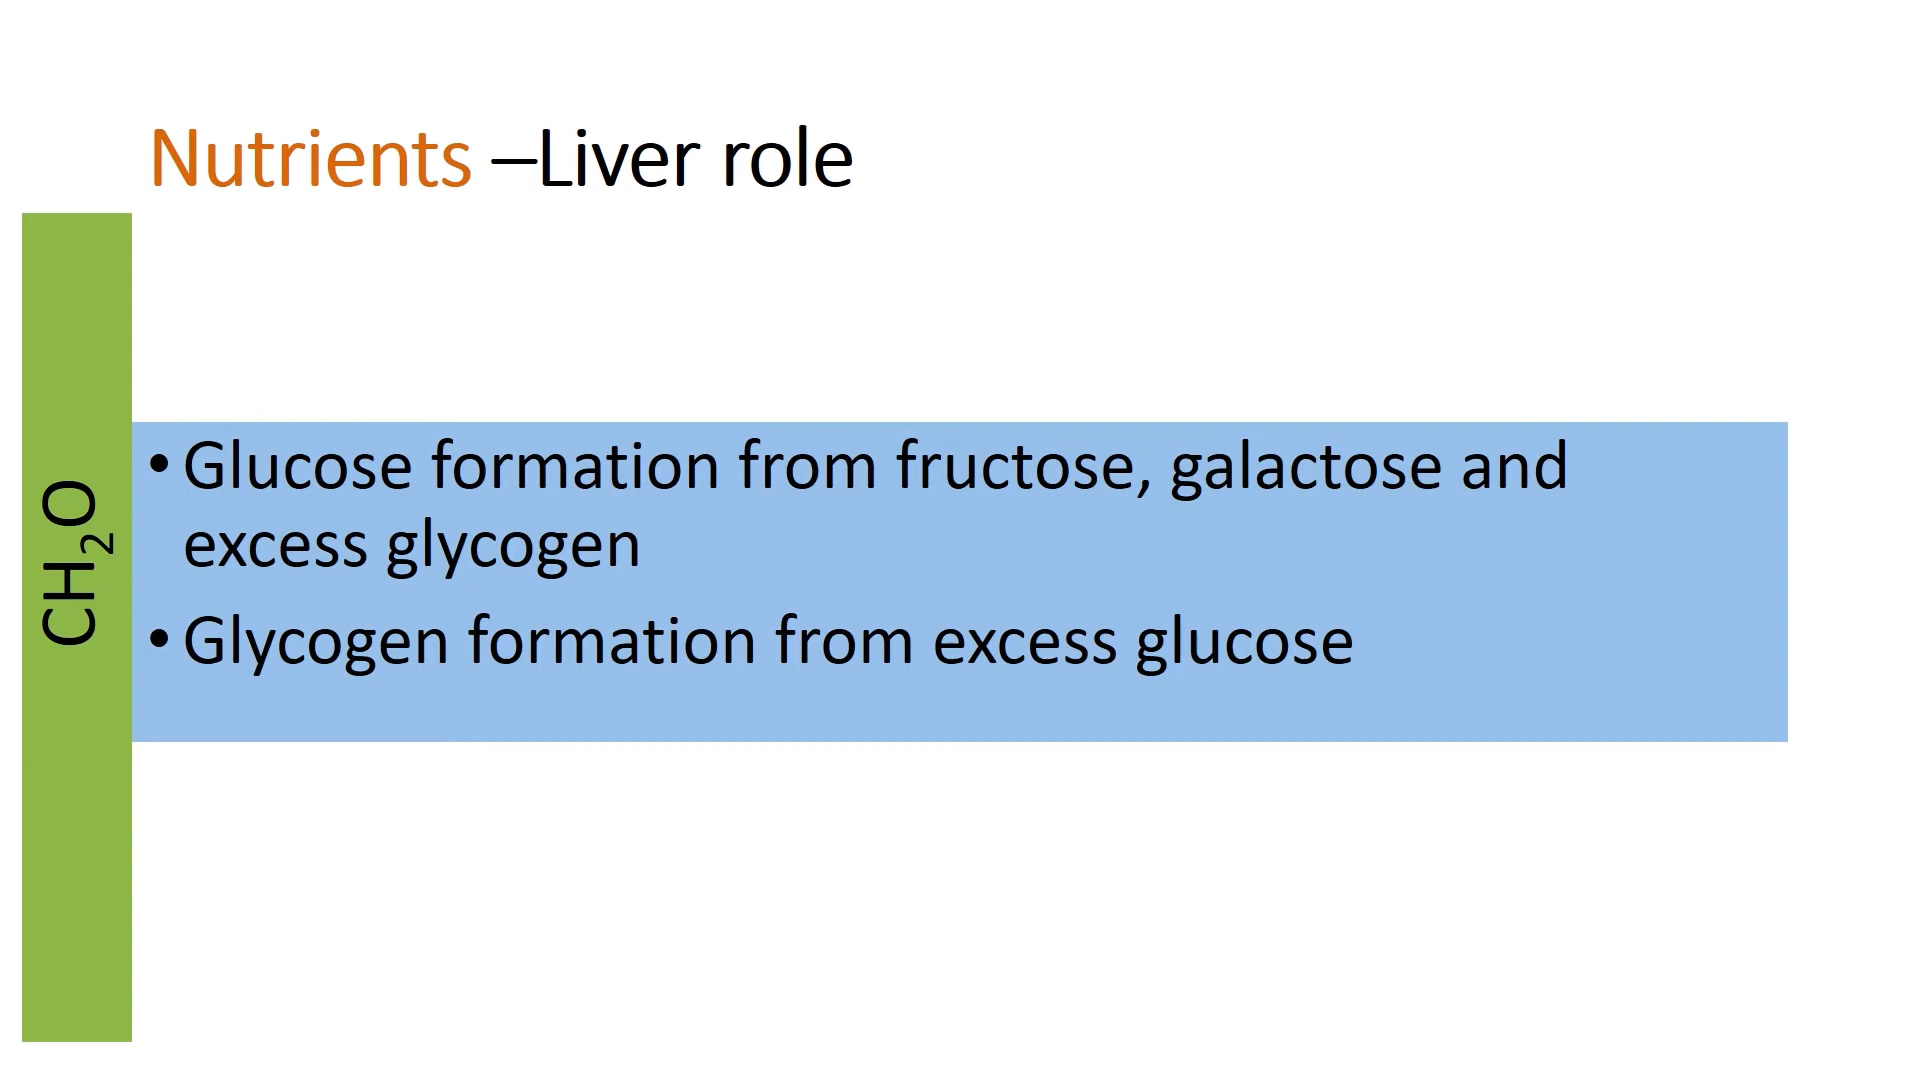 Nutrients –Liver role
CH₂O
• Glucose formation from fructose, galactose and
excess glycogen
• Glycogen formation from excess glucose